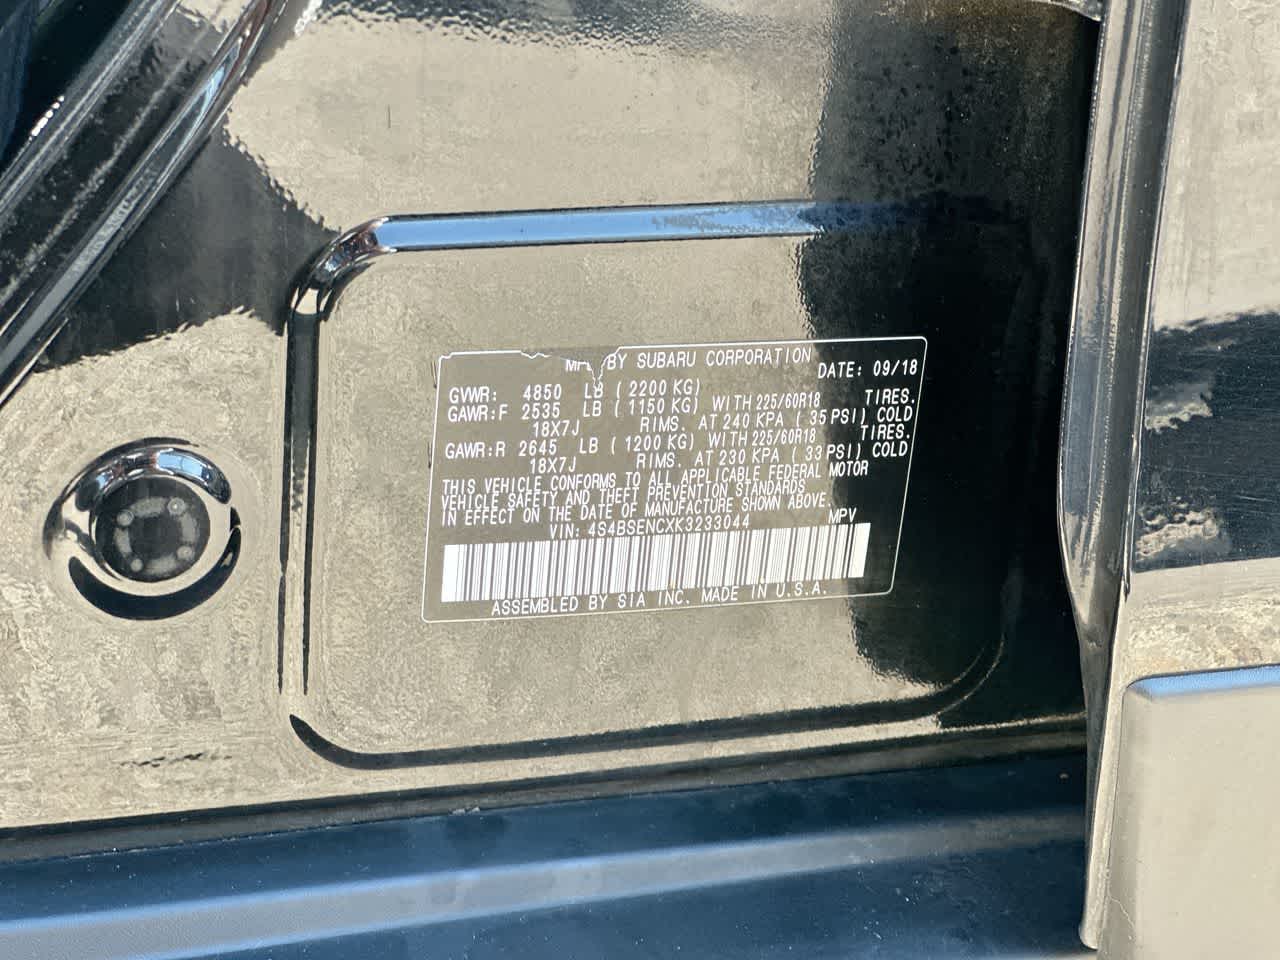 BY SUBARU CORPORATION
DATE: 09/18
GVWR: 4850 LB ( 2200 KG)
GAWR:F 2535 LB ( 1150 KG) WITH 225/60R18 TIRES.
18X7J RIMS. AT 240 KPA ( 35 PSI) COLD
GAWR:R 2645 LB ( 1200 KG) WITH 225/60R18 TIRES.
18X7J RIMS. AT 230 KPA ( 33 PSI) COLD
THIS VEHICLE CONFORMS TO ALL APPLICABLE FEDERAL MOTOR
VEHICLE SAFETY AND THEFT PREVENTION STANDARDS
IN EFFECT ON THE DATE OF MANUFACTURE SHOWN ABOVE.
VIN: 4S4BSENCXK3233044 MPV
ASSEMBLED BY SIA INC. MADE IN U.S.A.